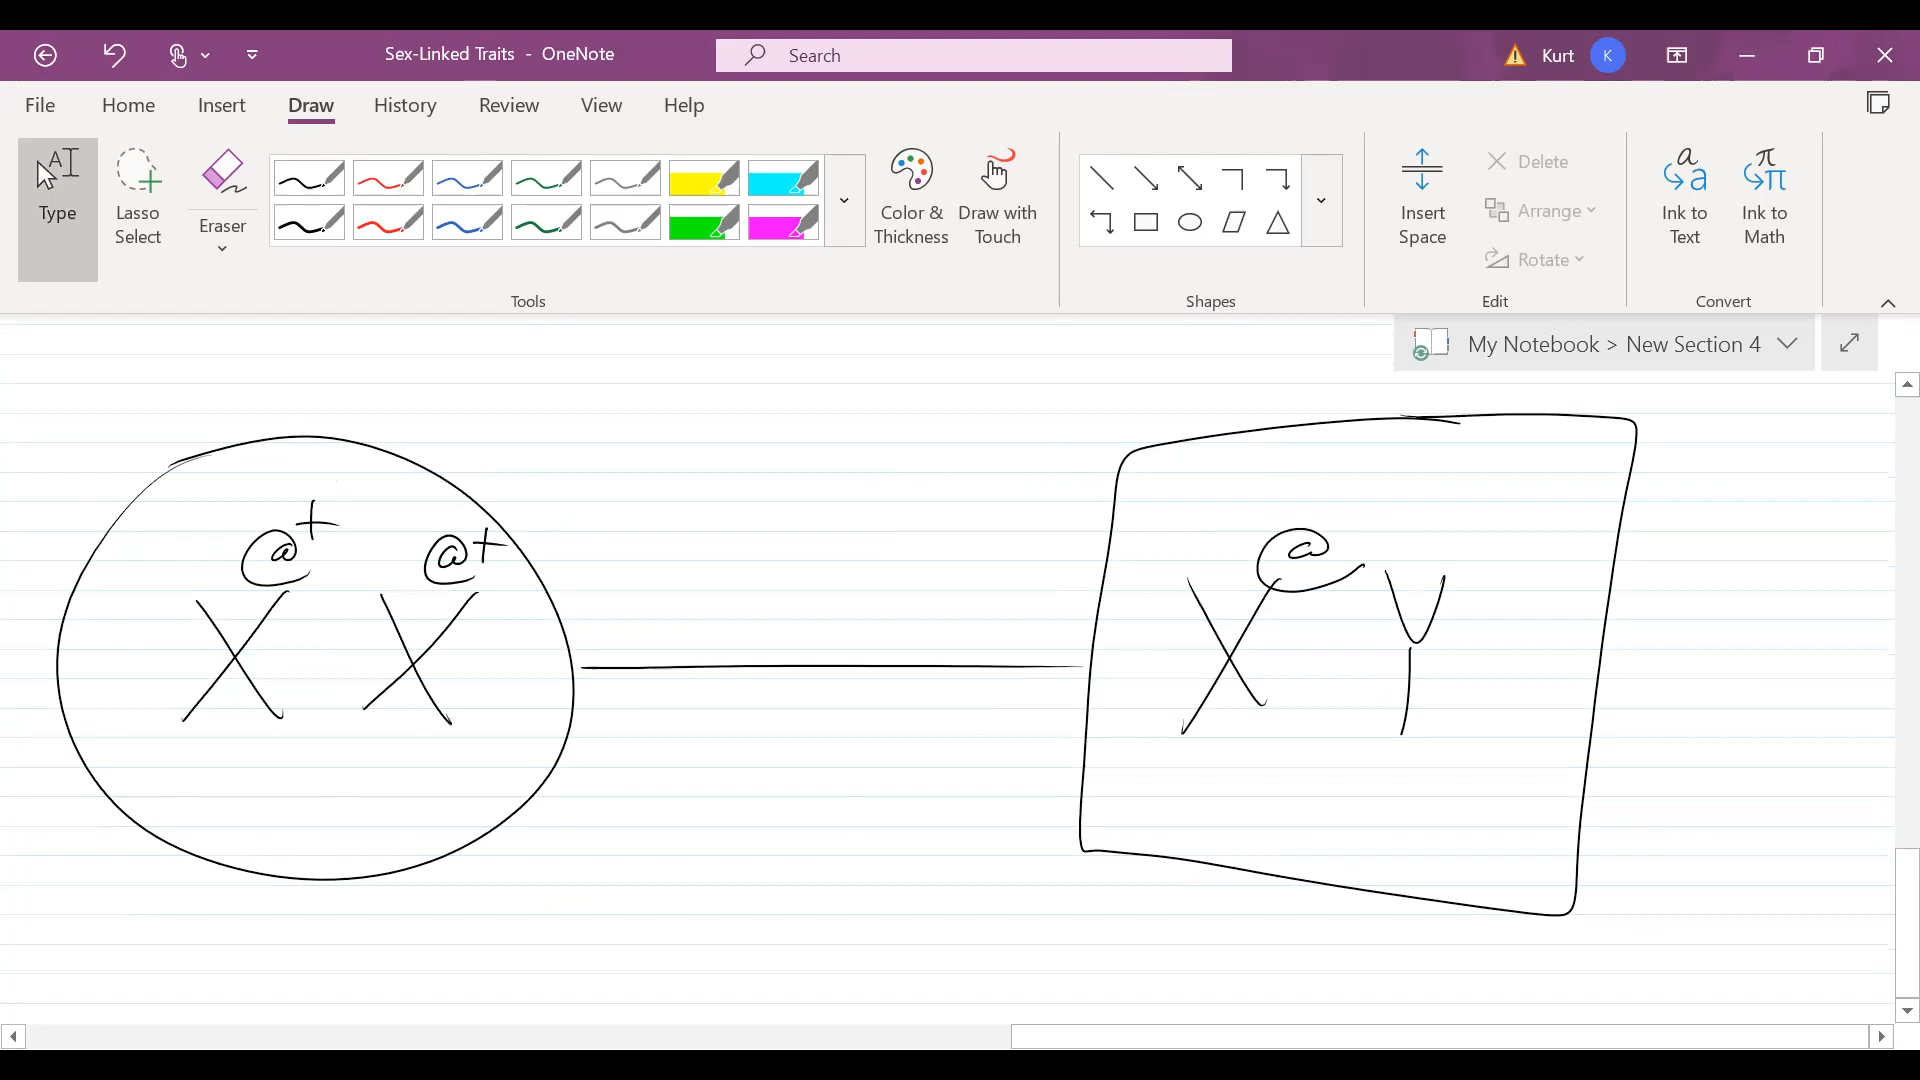 Sex-Linked Traits - OneNote
Search
Kurt
K
File Home Insert Draw History Review View Help
Type
Lasso Select
Eraser
Color & Thickness
Draw with Touch
Insert Space
Delete
Arrange
Rotate
a
a
Ink to Text
π
π
Ink to Math
Tools
Shapes
Edit
Convert
My Notebook > New Section 4
@+ @+
X X
@
X Y